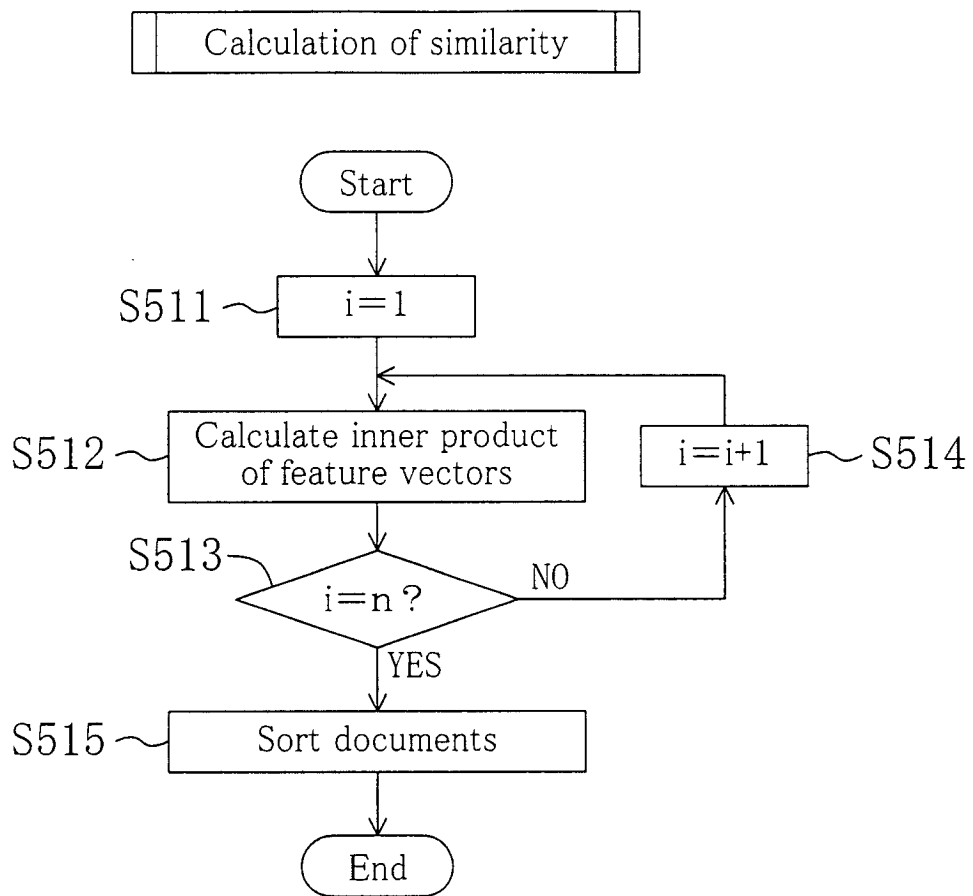 Calculation of similarity
Start
S511
i=1
S512
Calculate inner product
of feature vectors
i=i+1
S514
S513
i=n?
NO
YES
S515
Sort documents
End